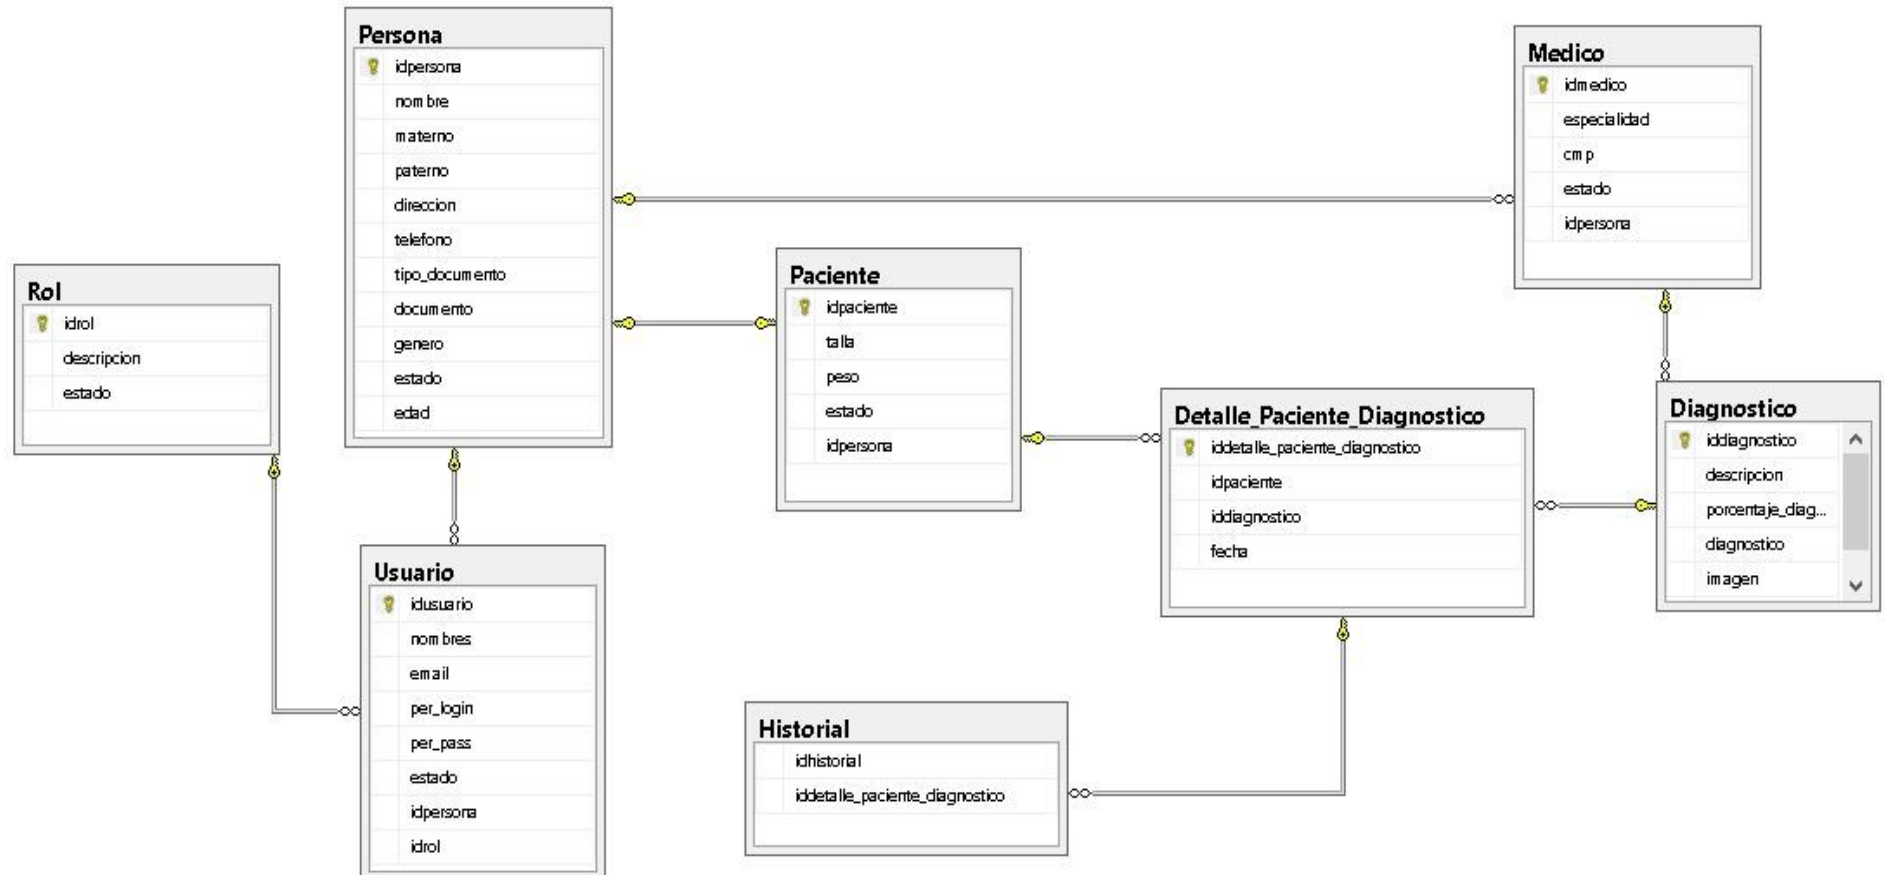 Persona
idpersona
nombre
materno
paterno
direccion
telefono
tipo_documento
documento
genero
estado
edad
Medico
idmedico
especialidad
cmp
estado
idpersona
Rol
idrol
descripcion
estado
Paciente
idpaciente
talla
peso
estado
idpersona
Detalle_Paciente_Diagnostico
iddetalle_paciente_diagnostico
idpaciente
iddiagnostico
fecha
Diagnostico
iddiagnostico
descripcion
porcentaje_diag...
diagnostico
imagen
Usuario
idusuario
nombres
email
per_login
per_pass
estado
idpersona
idrol
Historial
idhistorial
iddetalle_paciente_diagnostico